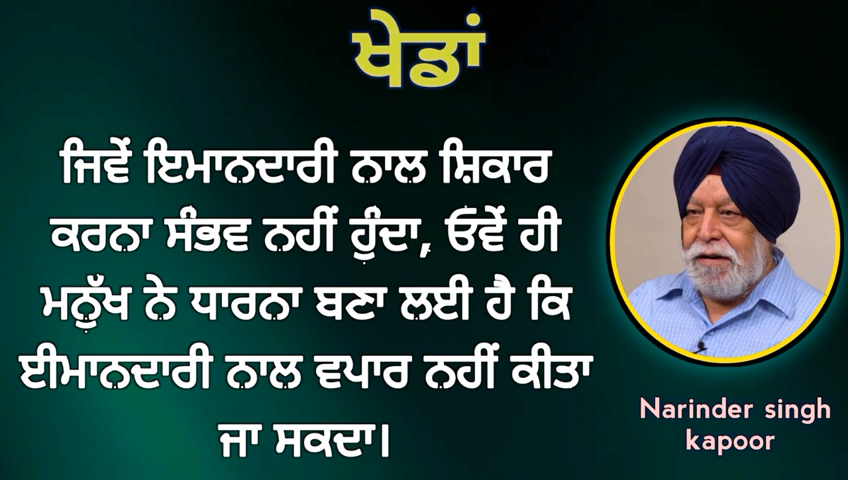 ਖੇਡਾਂ
ਜਿਵੇਂ ਇਮਾਨਦਾਰੀ ਨਾਲ ਸ਼ਿਕਾਰ
ਕਰਨਾ ਸੰਭਵ ਨਹੀਂ ਹੁੰਦਾ, ਓਵੇਂ ਹੀ
ਮਨੁੱਖ ਨੇ ਧਾਰਨਾ ਬਣਾ ਲਈ ਹੈ ਕਿ
ਈਮਾਨਦਾਰੀ ਨਾਲ ਵਪਾਰ ਨਹੀਂ ਕੀਤਾ
ਜਾ ਸਕਦਾ।
Narinder singh
kapoor